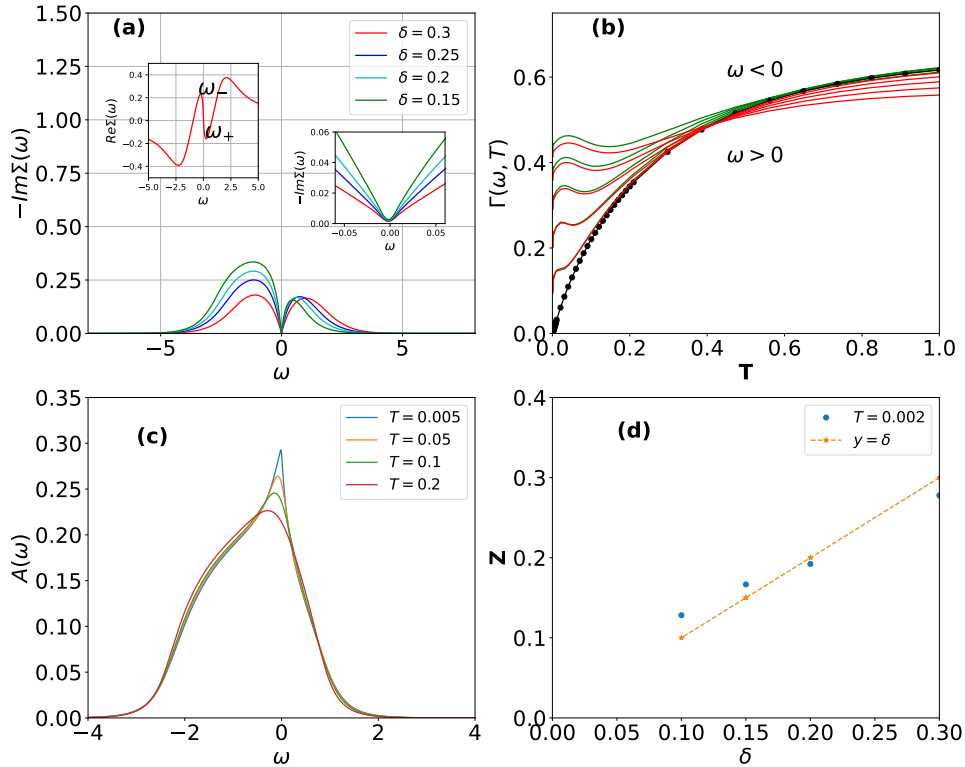 (a)
1.50
1.25
1.00
0.75
0.50
0.25
0.00
−ImΣ(ω)
−5
0
5
ω
δ = 0.3
δ = 0.25
δ = 0.2
δ = 0.15
ReΣ(ω)
0.4
0.2
0.0
−0.2
−0.4
−5.0
−2.5
0.0
2.5
5.0
ω
ω−
ω+
−ImΣ(ω)
0.06
0.04
0.02
0.00
−0.05
0.00
0.05
ω
(b)
Γ(ω, T)
0.6
0.4
0.2
0.0
0.0
0.2
0.4
0.6
0.8
1.0
T
ω < 0
ω > 0
(c)
A(ω)
0.35
0.30
0.25
0.20
0.15
0.10
0.05
0.00
−4
−2
0
2
4
ω
T = 0.005
T = 0.05
T = 0.1
T = 0.2
(d)
Z
0.4
0.3
0.2
0.1
0.0
0.00
0.05
0.10
0.15
0.20
0.25
0.30
δ
T = 0.002
y = δ